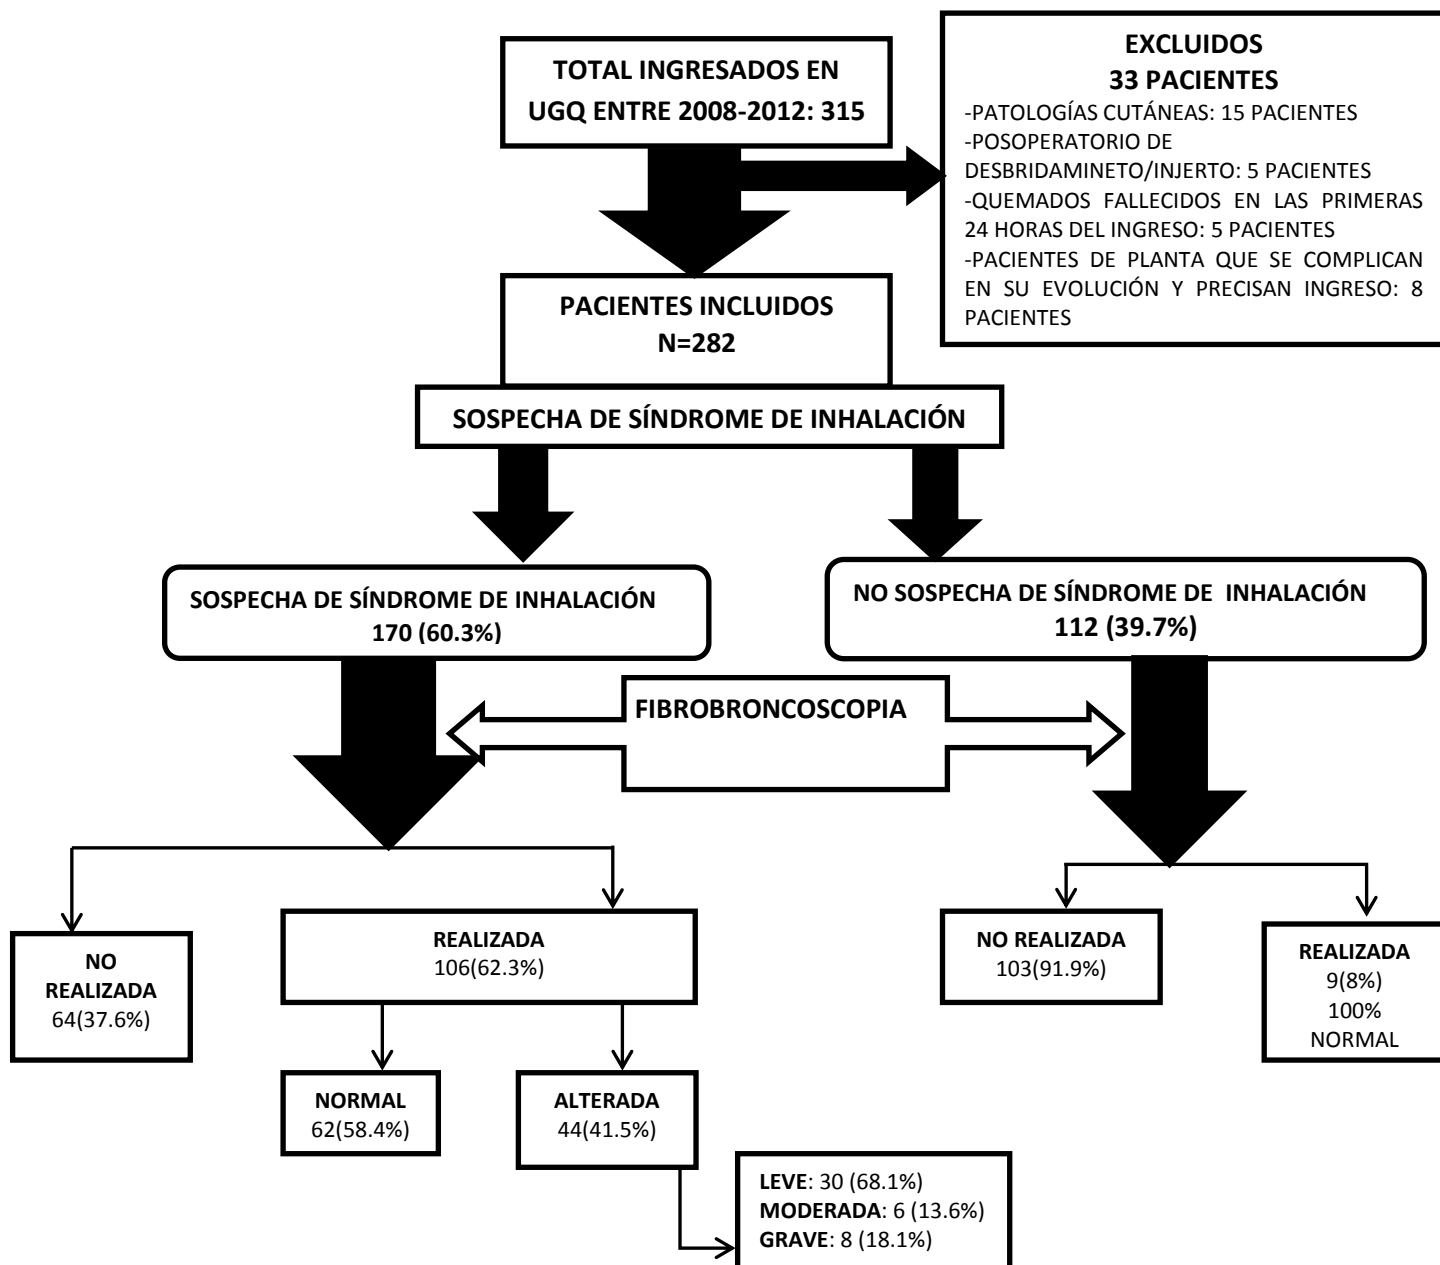 TOTAL INGRESADOS EN
UGQ ENTRE 2008-2012: 315
EXCLUIDOS
33 PACIENTES
-PATOLOGÍAS CUTÁNEAS: 15 PACIENTES
-POSOPERATORIO DE
DESBRIDAMINETO/INJERTO: 5 PACIENTES
-QUEMADOS FALLECIDOS EN LAS PRIMERAS
24 HORAS DEL INGRESO: 5 PACIENTES
-PACIENTES DE PLANTA QUE SE COMPLICAN
EN SU EVOLUCIÓN Y PRECISAN INGRESO: 8
PACIENTES
PACIENTES INCLUIDOS
N=282
SOSPECHA DE SÍNDROME DE INHALACIÓN
SOSPECHA DE SÍNDROME DE INHALACIÓN
170 (60.3%)
NO SOSPECHA DE SÍNDROME DE INHALACIÓN
112 (39.7%)
FIBROBRONCOSCOPIA
NO
REALIZADA
64(37.6%)
REALIZADA
106(62.3%)
NO REALIZADA
103(91.9%)
REALIZADA
9(8%)
100%
NORMAL
NORMAL
62(58.4%)
ALTERADA
44(41.5%)
LEVE: 30 (68.1%)
MODERADA: 6 (13.6%)
GRAVE: 8 (18.1%)